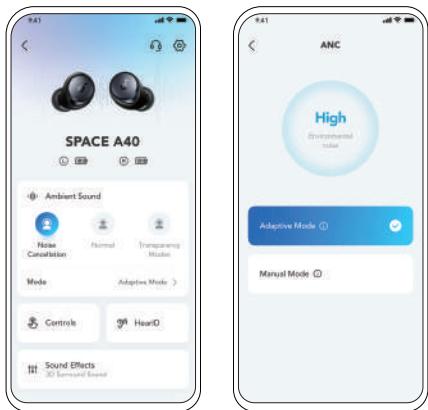 9:41
SPACE A40
L
R
Ambient Sound
Noise
Cancellation
Normal
Transparency
Modes
Mode
Adaptive Mode
Controls
HearID
Sound Effects
3D Surround Sound
9:41
ANC
High
Environmental
noise
Adaptive Mode
Manual Mode